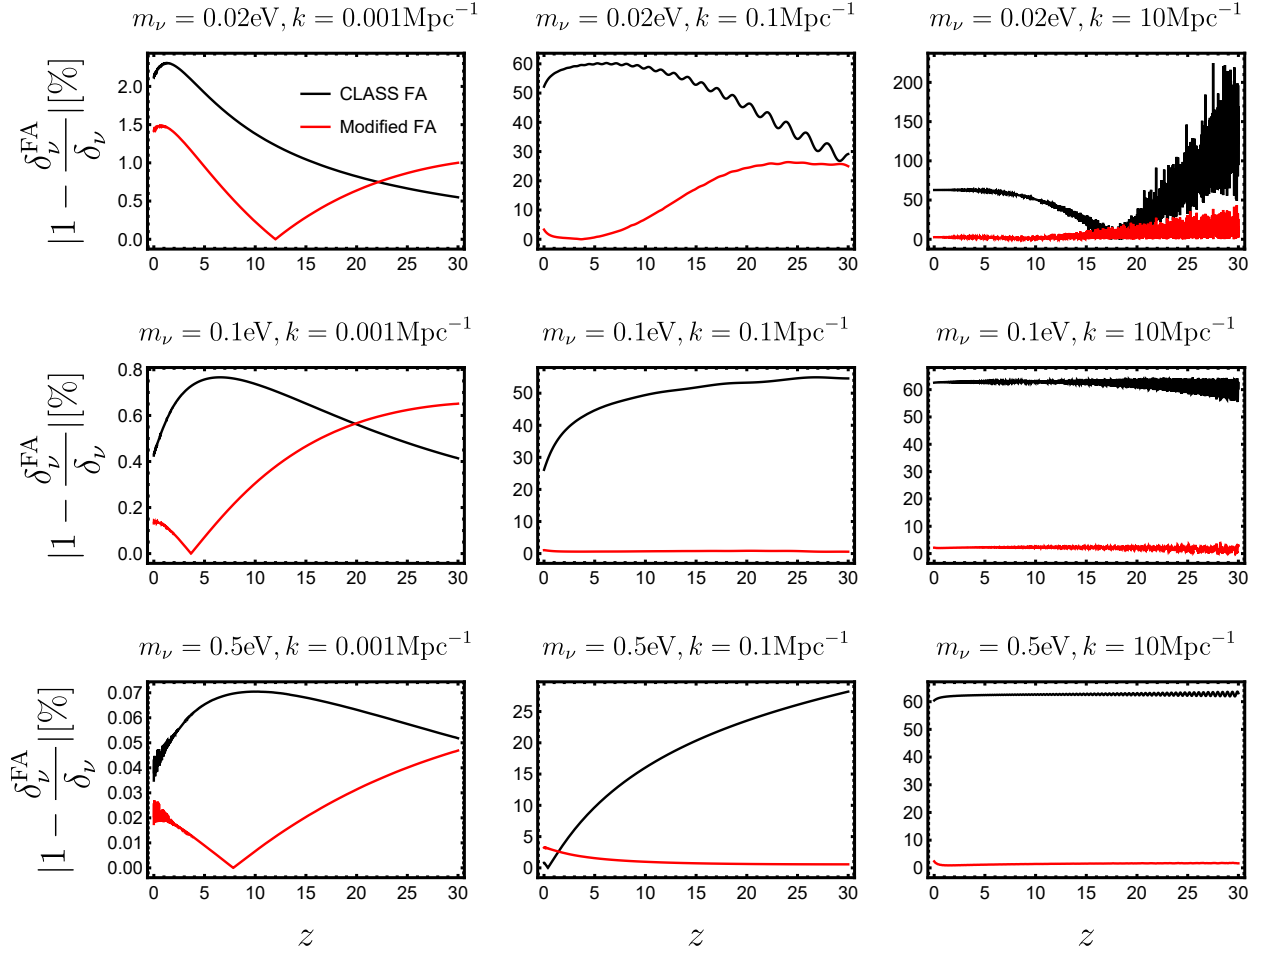 m_ν = 0.02eV, k = 0.001Mpc⁻¹
m_ν = 0.02eV, k = 0.1Mpc⁻¹
m_ν = 0.02eV, k = 10Mpc⁻¹
|1 − δ_ν^FA/δ_ν|[%]
2.0
1.5
1.0
0.5
0.0
CLASS FA
Modified FA
0 5 10 15 20 25 30
60
50
40
30
20
10
0
0 5 10 15 20 25 30
200
150
100
50
0
0 5 10 15 20 25 30
m_ν = 0.1eV, k = 0.001Mpc⁻¹
m_ν = 0.1eV, k = 0.1Mpc⁻¹
m_ν = 0.1eV, k = 10Mpc⁻¹
|1 − δ_ν^FA/δ_ν|[%]
0.8
0.6
0.4
0.2
0.0
0 5 10 15 20 25 30
50
40
30
20
10
0
0 5 10 15 20 25 30
60
50
40
30
20
10
0
0 5 10 15 20 25 30
m_ν = 0.5eV, k = 0.001Mpc⁻¹
m_ν = 0.5eV, k = 0.1Mpc⁻¹
m_ν = 0.5eV, k = 10Mpc⁻¹
|1 − δ_ν^FA/δ_ν|[%]
0.07
0.06
0.05
0.04
0.03
0.02
0.01
0.00
0 5 10 15 20 25 30
25
20
15
10
5
0
0 5 10 15 20 25 30
60
50
40
30
20
10
0
0 5 10 15 20 25 30
z
z
z